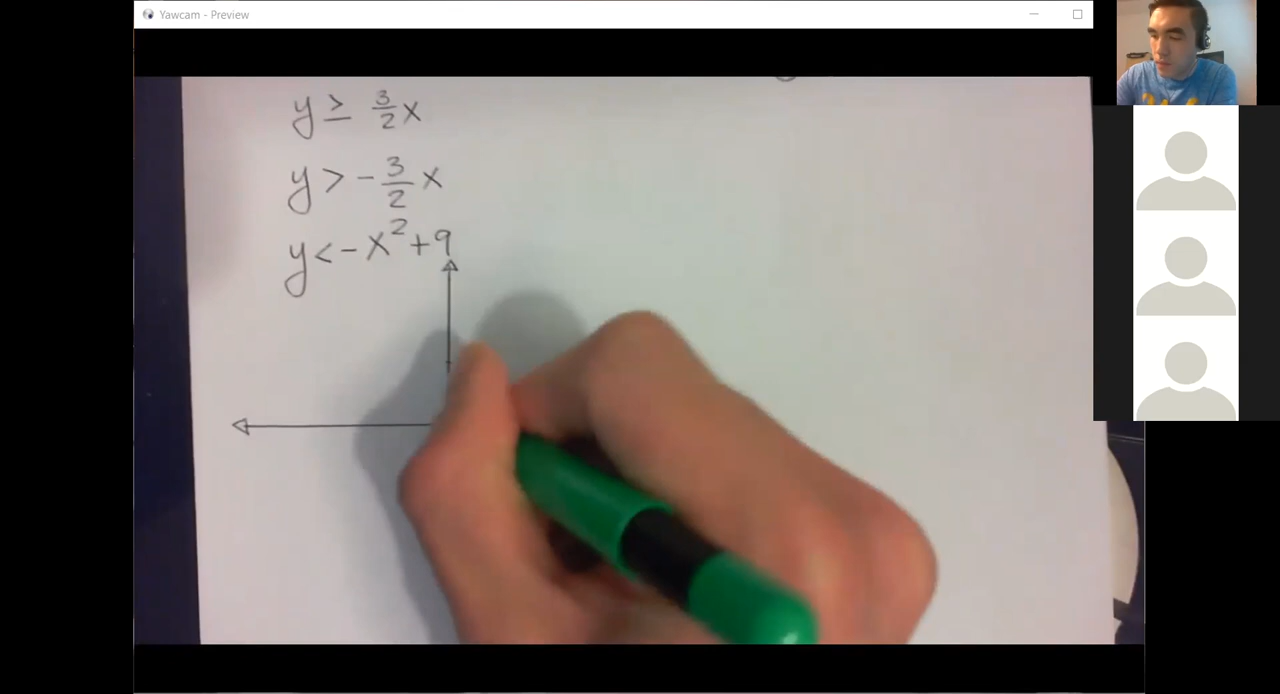 Yawcam - Preview
y ≥ 3/2 x
y > - 3/2 x
y < - x² + 9